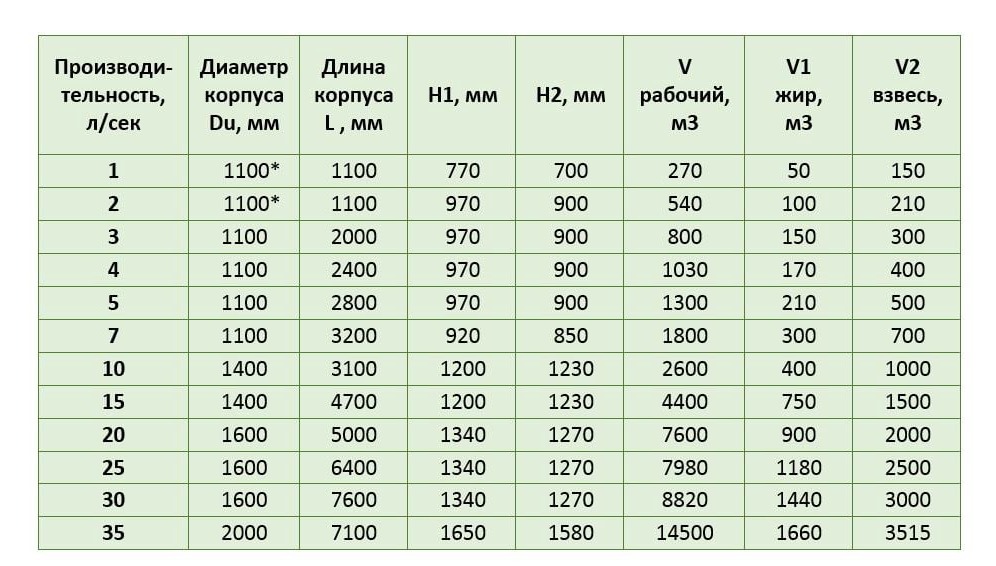 Производи- Диаметр Длина V V1 V2
тельность, корпуса корпуса H1, мм H2, мм рабочий, жир, взвесь,
л/сек Du, мм L , мм м3 м3 м3
1 1100* 1100 770 700 270 50 150
2 1100* 1100 970 900 540 100 210
3 1100 2000 970 900 800 150 300
4 1100 2400 970 900 1030 170 400
5 1100 2800 970 900 1300 210 500
7 1100 3200 920 850 1800 300 700
10 1400 3100 1200 1230 2600 400 1000
15 1400 4700 1200 1230 4400 750 1500
20 1600 5000 1340 1270 7600 900 2000
25 1600 6400 1340 1270 7980 1180 2500
30 1600 7600 1340 1270 8820 1440 3000
35 2000 7100 1650 1580 14500 1660 3515